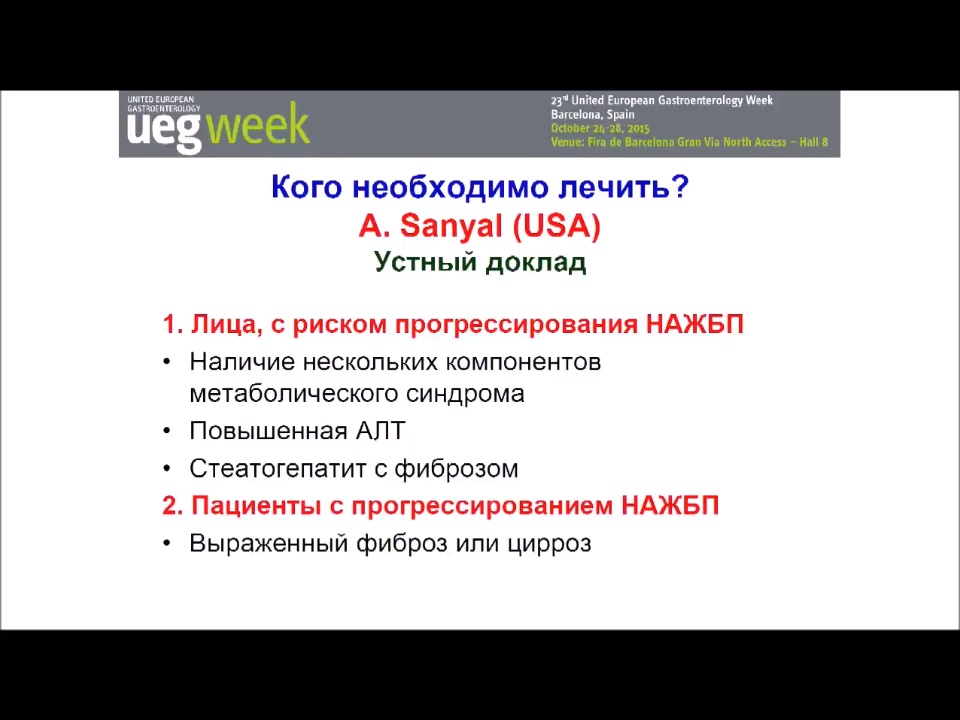 UNITED EUROPEAN
GASTROENTEROLOGY
ueg week
23rd United European Gastroenterology Week
Barcelona, Spain
October 24-28, 2015
Venue: Fira de Barcelona Gran Via North Access – Hall 8
Кого необходимо лечить?
A. Sanyal (USA)
Устный доклад
1. Лица, с риском прогрессирования НАЖБП
• Наличие нескольких компонентов
метаболического синдрома
• Повышенная АЛТ
• Стеатогепатит с фиброзом
2. Пациенты с прогрессированием НАЖБП
• Выраженный фиброз или цирроз